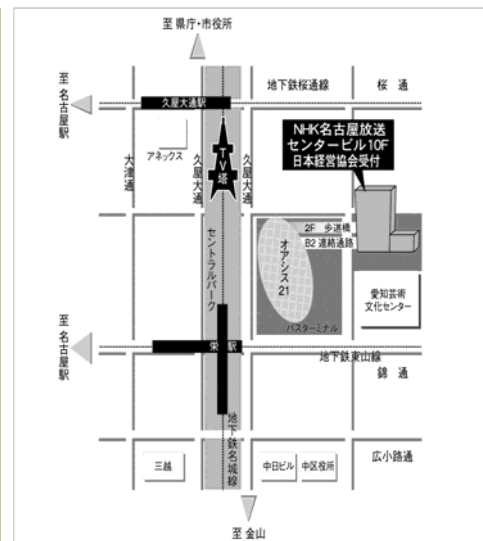 至 県庁・市役所
至 名古屋駅
久屋大通駅
地下鉄桜通線
桜 通
アネックス
大津通
久屋大通
TV塔
久屋大通
NHK名古屋放送
センタービル10F
日本経営協会受付
2F 歩道橋
B2 連絡通路
オアシス21
セントラルパーク
愛知芸術
文化センター
バスターミナル
至 名古屋駅
栄 駅
地下鉄東山線
錦 通
地下鉄名城線
三越
中日ビル
中区役所
広小路通
至 金山